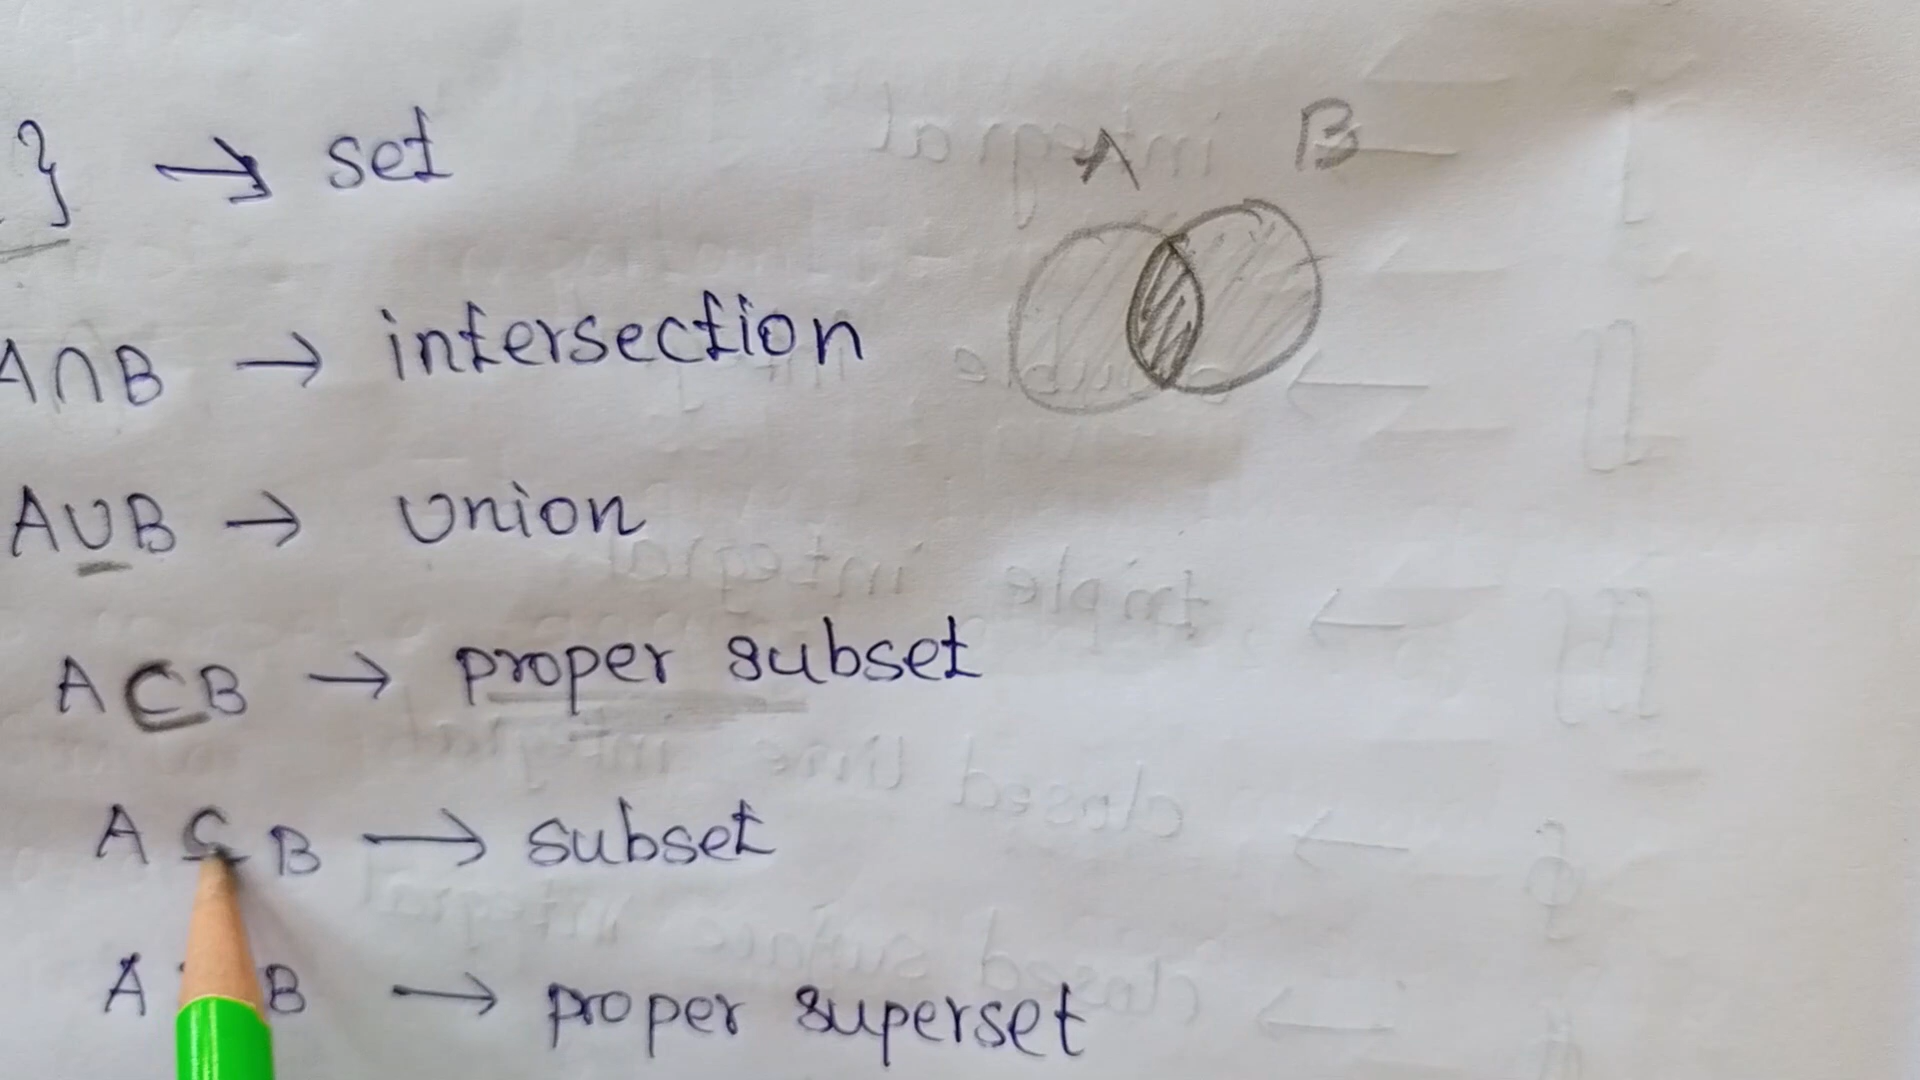 } → set
A B
A∩B → intersection
A∪B → Union
A⊂B → proper subset
A ⊆ B → subset
A B → proper superset